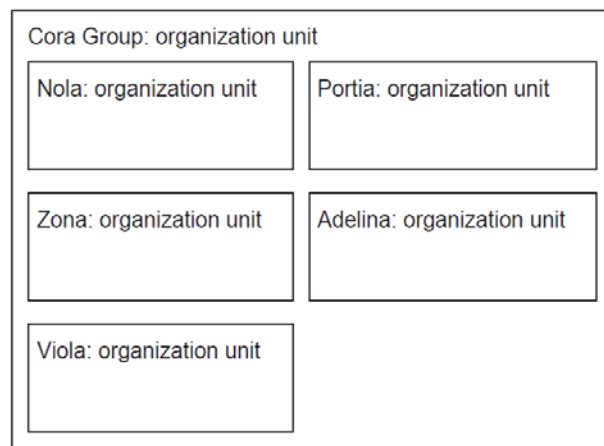 Cora Group: organization unit
Nola: organization unit
Portia: organization unit
Zona: organization unit
Adelina: organization unit
Viola: organization unit